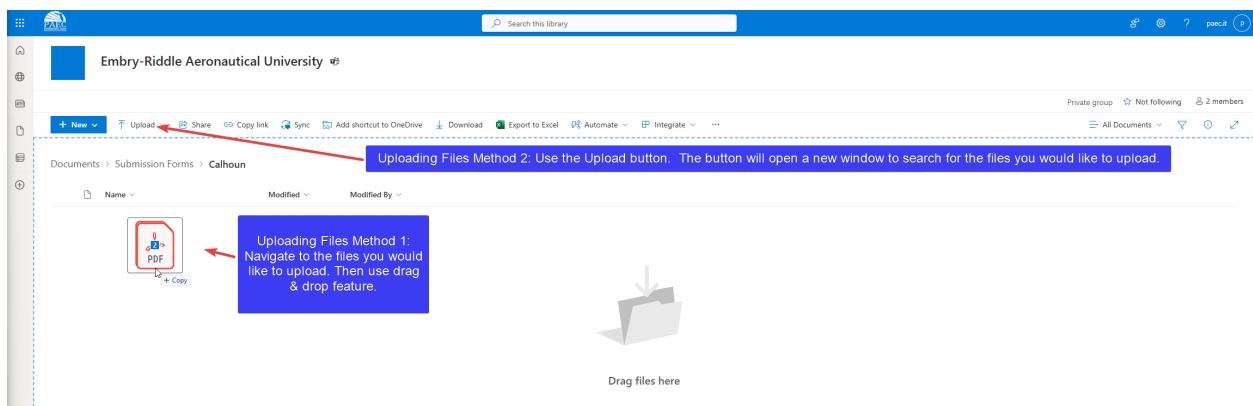 PAEC
Search this library
? paec.it P
Embry-Riddle Aeronautical University
Private group Not following 2 members
+ New Upload Share Copy link Sync Add shortcut to OneDrive Download Export to Excel Automate Integrate ... All Documents
Documents > Submission Forms > Calhoun
Uploading Files Method 2: Use the Upload button. The button will open a new window to search for the files you would like to upload.
Name Modified Modified By
2
PDF
+ Copy
Uploading Files Method 1:
Navigate to the files you would
like to upload. Then use drag
& drop feature.
Drag files here